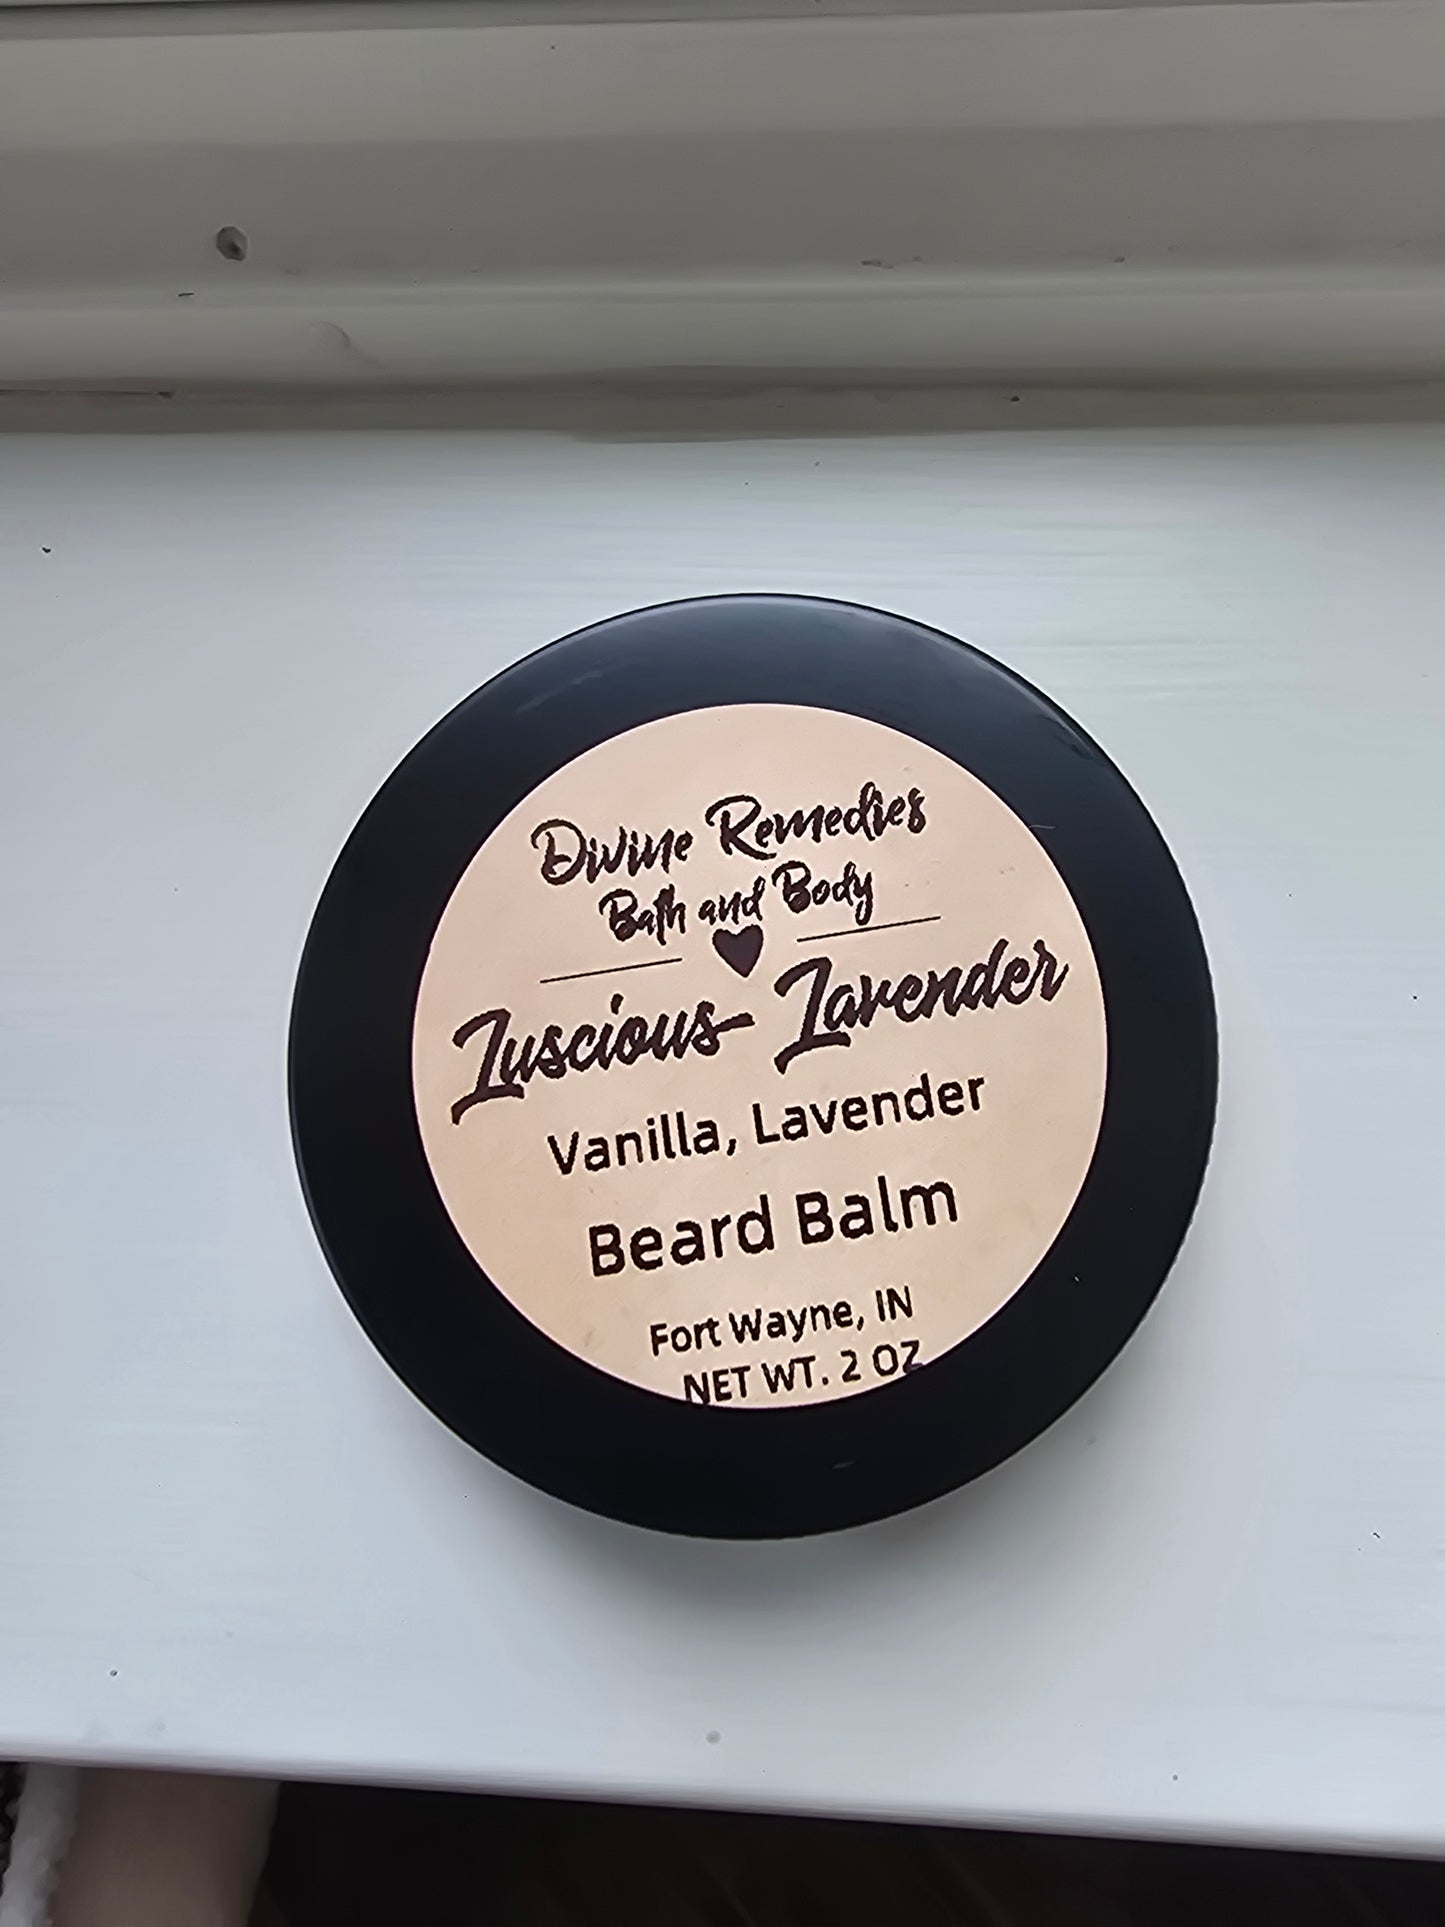 Divine Remedies
Bath and Body
Luscious Lavender
Vanilla, Lavender
Beard Balm
Fort Wayne, IN
NET WT. 2 OZ